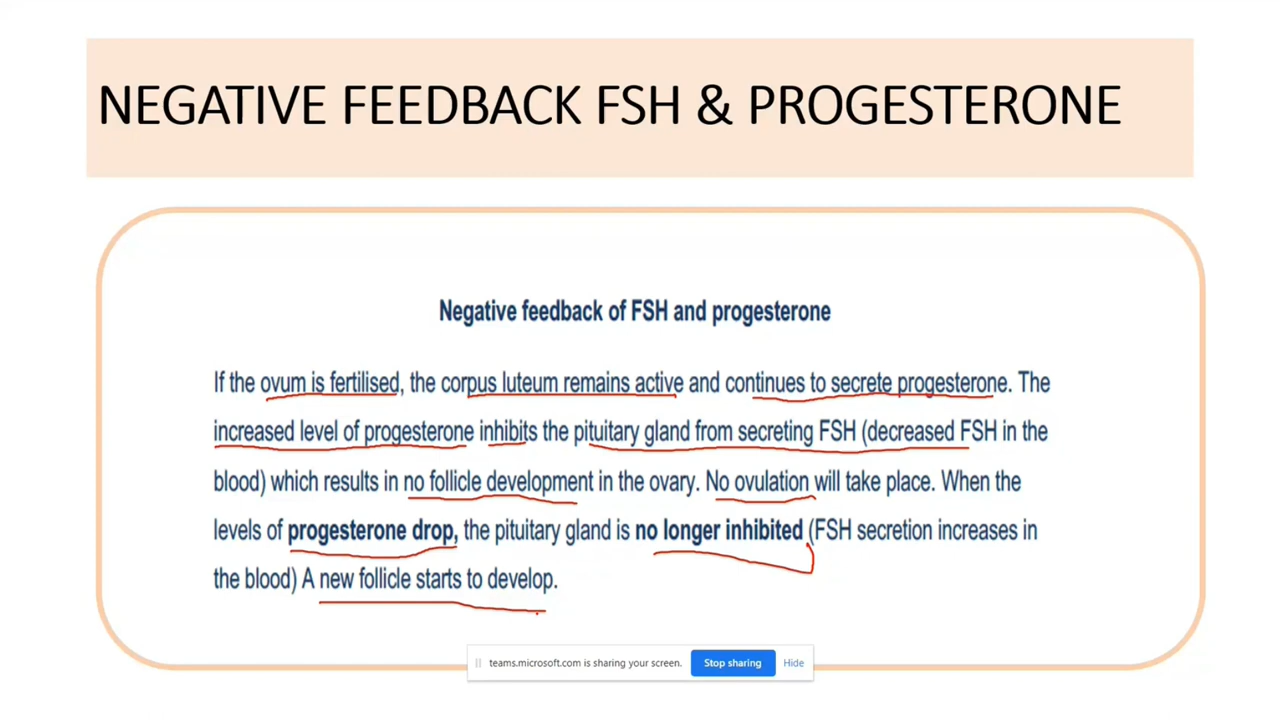 NEGATIVE FEEDBACK FSH & PROGESTERONE
Negative feedback of FSH and progesterone
If the ovum is fertilised, the corpus luteum remains active and continues to secrete progesterone. The
increased level of progesterone inhibits the pituitary gland from secreting FSH (decreased FSH in the
blood) which results in no follicle development in the ovary. No ovulation will take place. When the
levels of progesterone drop, the pituitary gland is no longer inhibited (FSH secretion increases in
the blood) A new follicle starts to develop.
teams.microsoft.com is sharing your screen. Stop sharing Hide